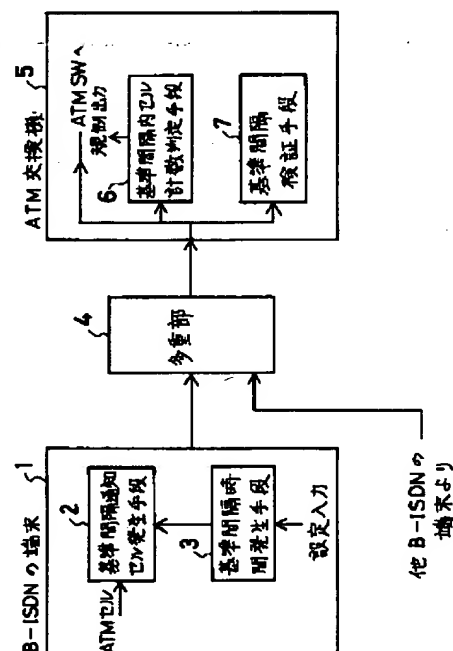 B-ISDNの端末
1
ATMセル
2
基準間隔通知
セル発生手段
3
基準間隔時
間発生手段
設定入力
4
多重部
他B-ISDNの
端末より
ATM交換機
5
ATM SWへ
規制出力
6
基準間隔内セル
計数判定手段
7
基準間隔
検証手段